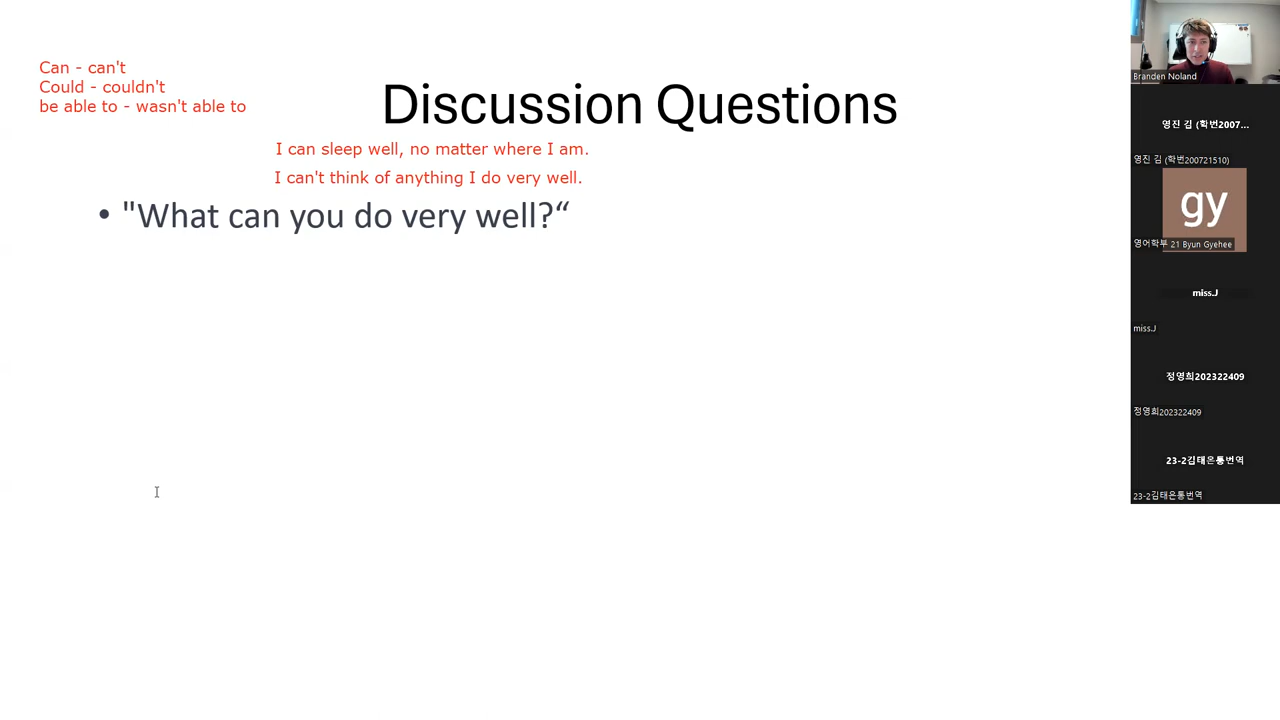 Can - can't
Could - couldn't
be able to - wasn't able to
Discussion Questions
I can sleep well, no matter where I am.
I can't think of anything I do very well.
• "What can you do very well?“
Branden Noland
영진 김 (학번2007...
영진 김 (학번200721510)
gy
영어학부 21 Byun Gyehee
miss.J
miss.J
정영희202322409
정영희202322409
23-2김태은통번역
23-2김태은통번역